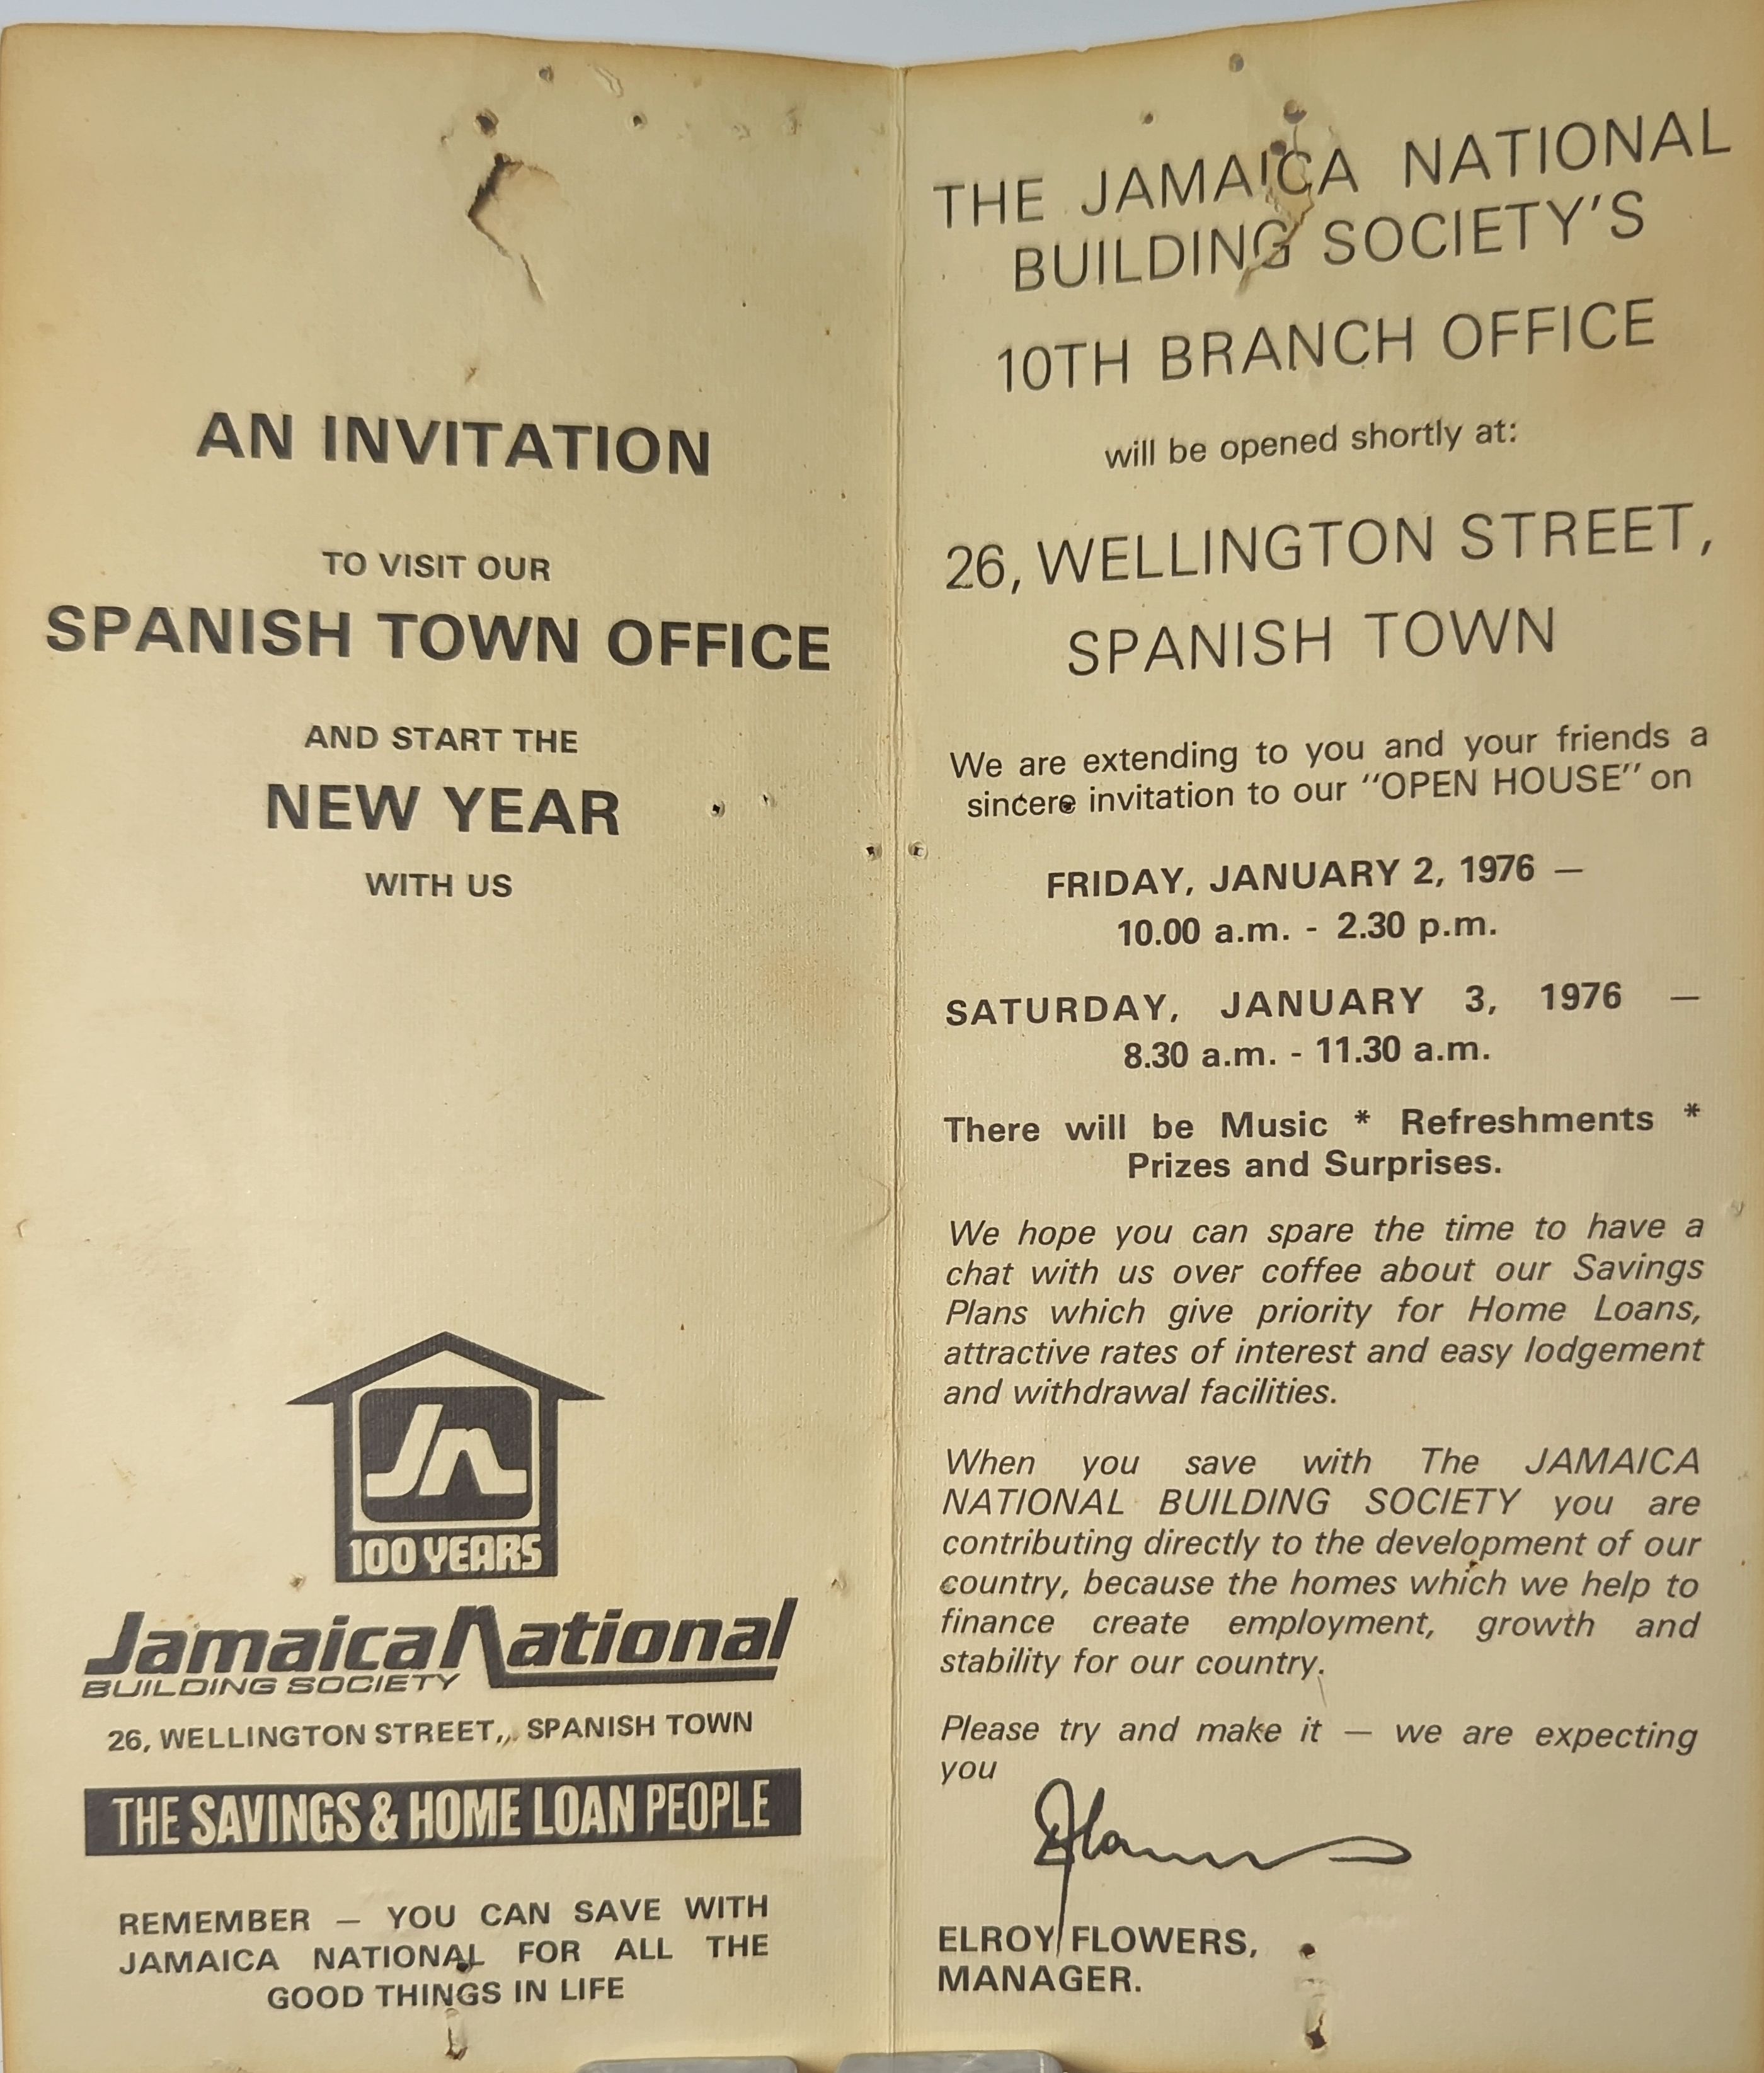 AN INVITATION
TO VISIT OUR
SPANISH TOWN OFFICE
AND START THE
NEW YEAR
WITH US
Jn
100 YEARS
Jamaica National
BUILDING SOCIETY
26, WELLINGTON STREET,, SPANISH TOWN
THE SAVINGS & HOME LOAN PEOPLE
REMEMBER — YOU CAN SAVE WITH
JAMAICA NATIONAL FOR ALL THE
GOOD THINGS IN LIFE
THE JAMAICA NATIONAL
BUILDING SOCIETY'S
10TH BRANCH OFFICE
will be opened shortly at:
26, WELLINGTON STREET,
SPANISH TOWN
We are extending to you and your friends a
sincere invitation to our "OPEN HOUSE" on
FRIDAY, JANUARY 2, 1976 —
10.00 a.m. - 2.30 p.m.
SATURDAY, JANUARY 3, 1976 —
8.30 a.m. - 11.30 a.m.
There will be Music * Refreshments *
Prizes and Surprises.
We hope you can spare the time to have a
chat with us over coffee about our Savings
Plans which give priority for Home Loans,
attractive rates of interest and easy lodgement
and withdrawal facilities.
When you save with The JAMAICA
NATIONAL BUILDING SOCIETY you are
contributing directly to the development of our
country, because the homes which we help to
finance create employment, growth and
stability for our country.
Please try and make it — we are expecting
you
ELROY FLOWERS,
MANAGER.